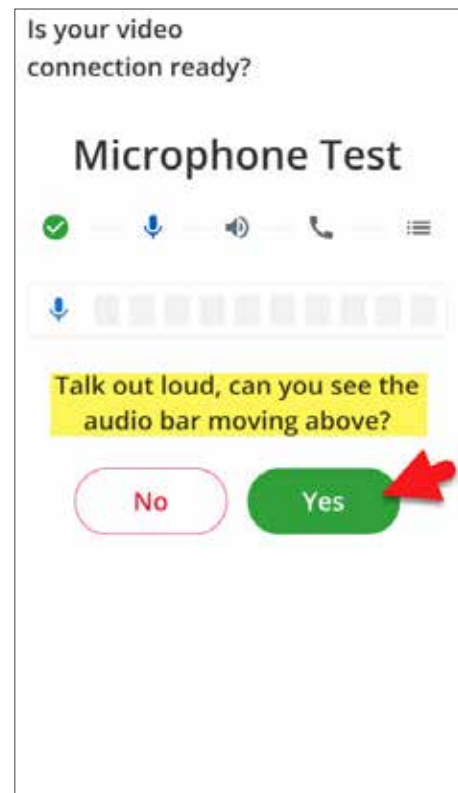 Is your video
connection ready?
Microphone Test
Talk out loud, can you see the
audio bar moving above?
No
Yes